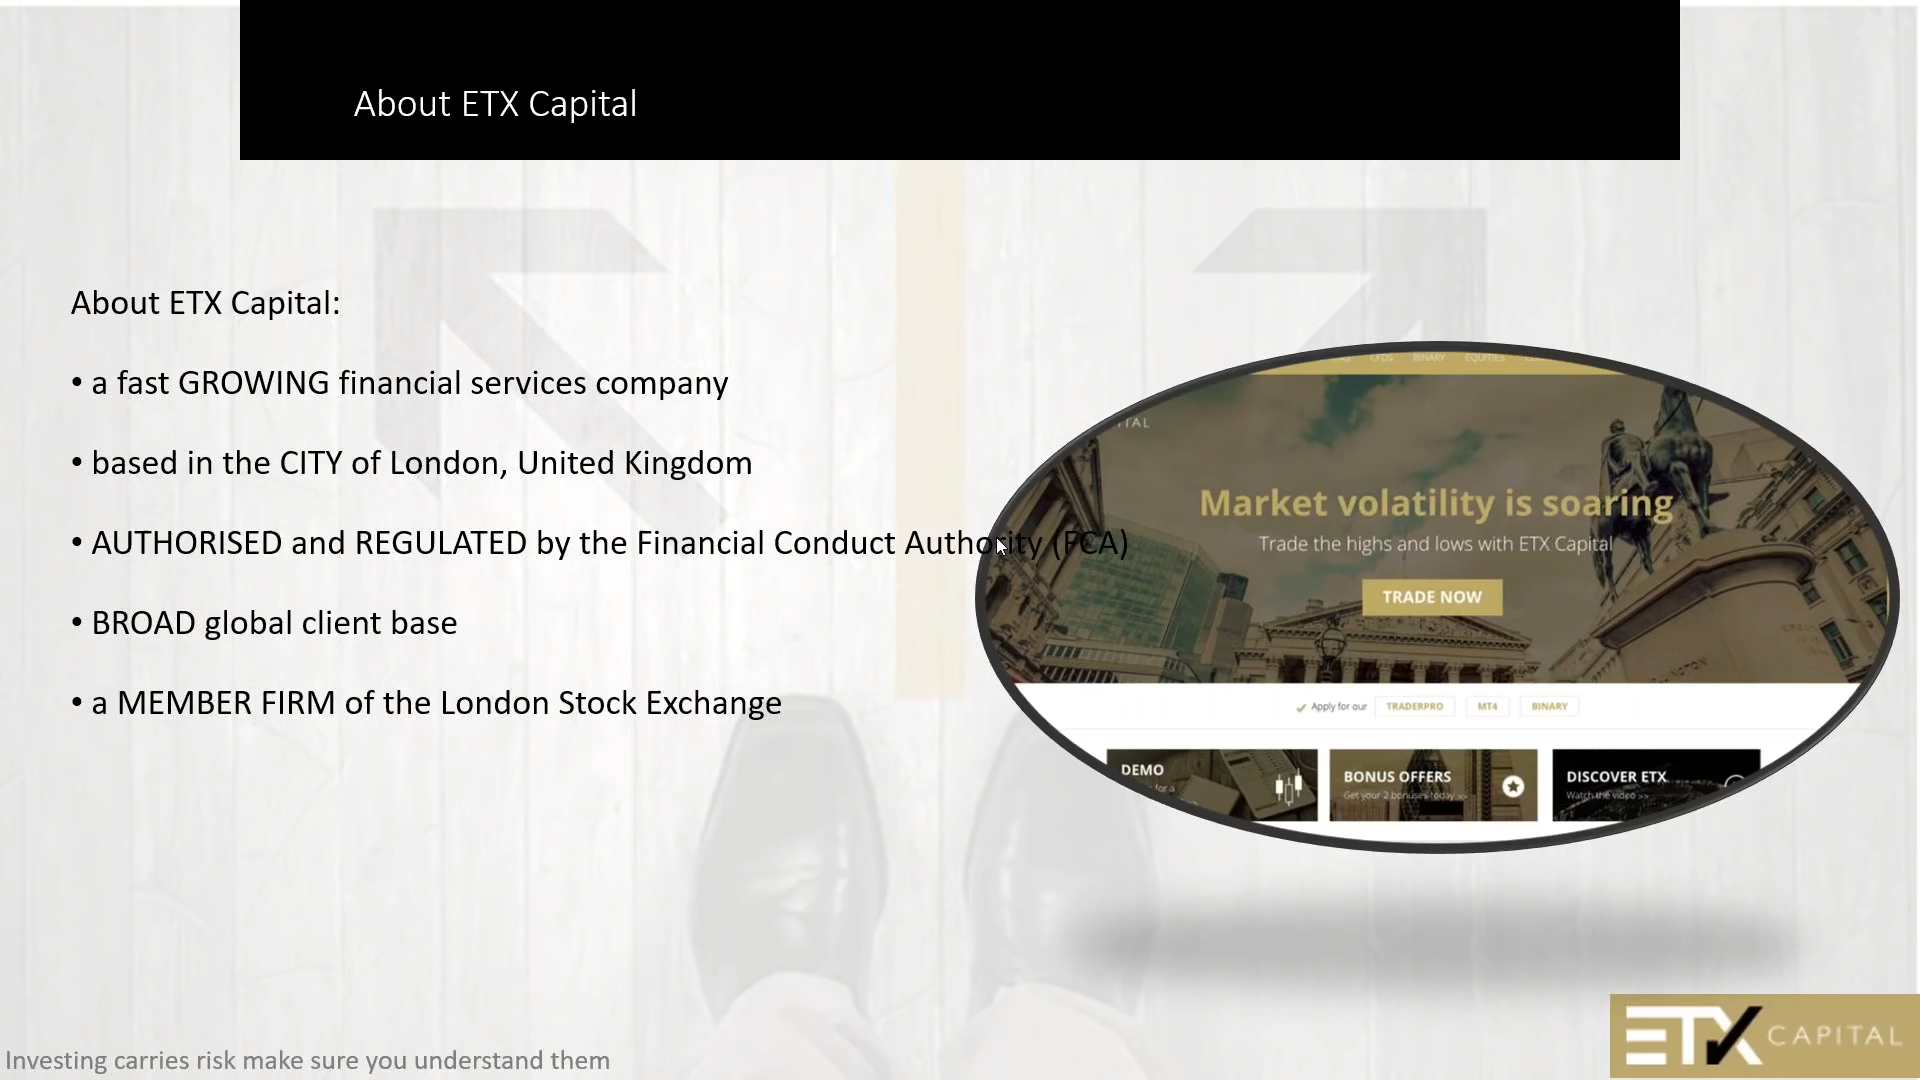 About ETX Capital
About ETX Capital:
• a fast GROWING financial services company
• based in the CITY of London, United Kingdom
• AUTHORISED and REGULATED by the Financial Conduct Authority (FCA)
• BROAD global client base
• a MEMBER FIRM of the London Stock Exchange
CFDS BINARY EQUITIES
ITAL
Market volatility is soaring
Trade the highs and lows with ETX Capital
TRADE NOW
Apply for our TRADERPRO MT4 BINARY
DEMO
for a
BONUS OFFERS
Get your 2 bonuses today >>
DISCOVER ETX
Watch the video >>
ETX CAPITAL
Investing carries risk make sure you understand them